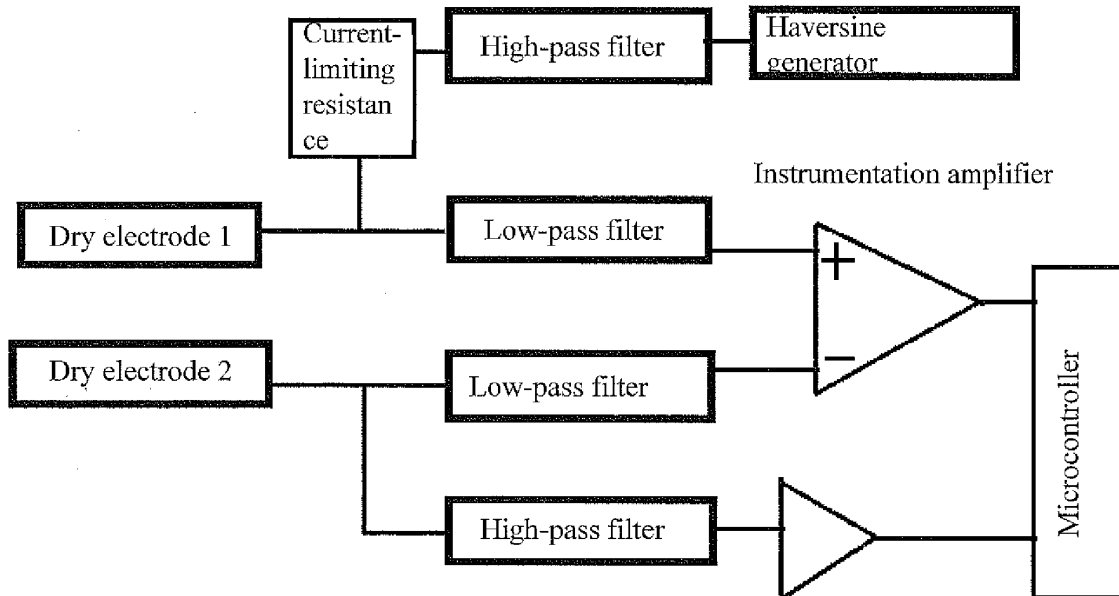 Current-
limiting
resistan
ce
High-pass filter
Haversine
generator
Instrumentation amplifier
Dry electrode 1
Low-pass filter
+
Dry electrode 2
Low-pass filter
−
High-pass filter
Microcontroller